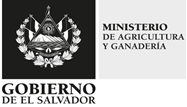 MINISTERIO
DE AGRICULTURA
Y GANADERÍA
GOBIERNO
DE EL SALVADOR